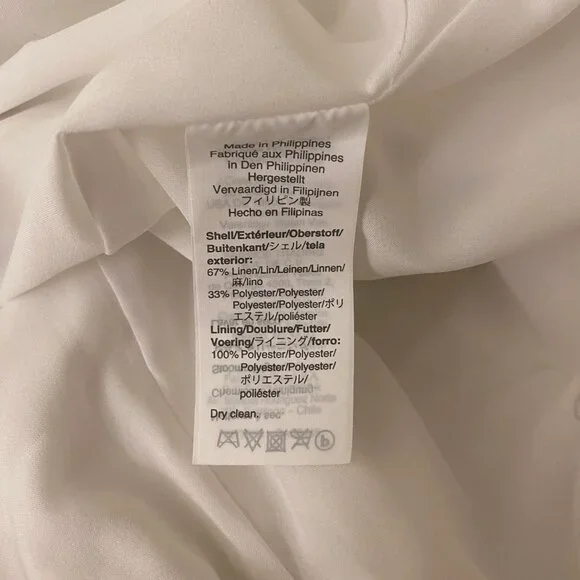 Made in Philippines
Fabriqué aux Philippines
in Den Philippinen
Hergestellt
Vervaardigd in Filipijnen
フィリピン製
Hecho en Filipinas
Shell/Extérieur/Oberstoff/
Buitenkant/シェル/tela
exterior:
67% Linen/Lin/Leinen/Linnen/
麻/lino
33% Polyester/Polyester/
Polyester/Polyester/ポリ
エステル/poliéster
Lining/Doublure/Futter/
Voering/ライニング/forro:
100% Polyester/Polyester/
Polyester/Polyester/
ポリエステル/
poliéster
Dry clean,